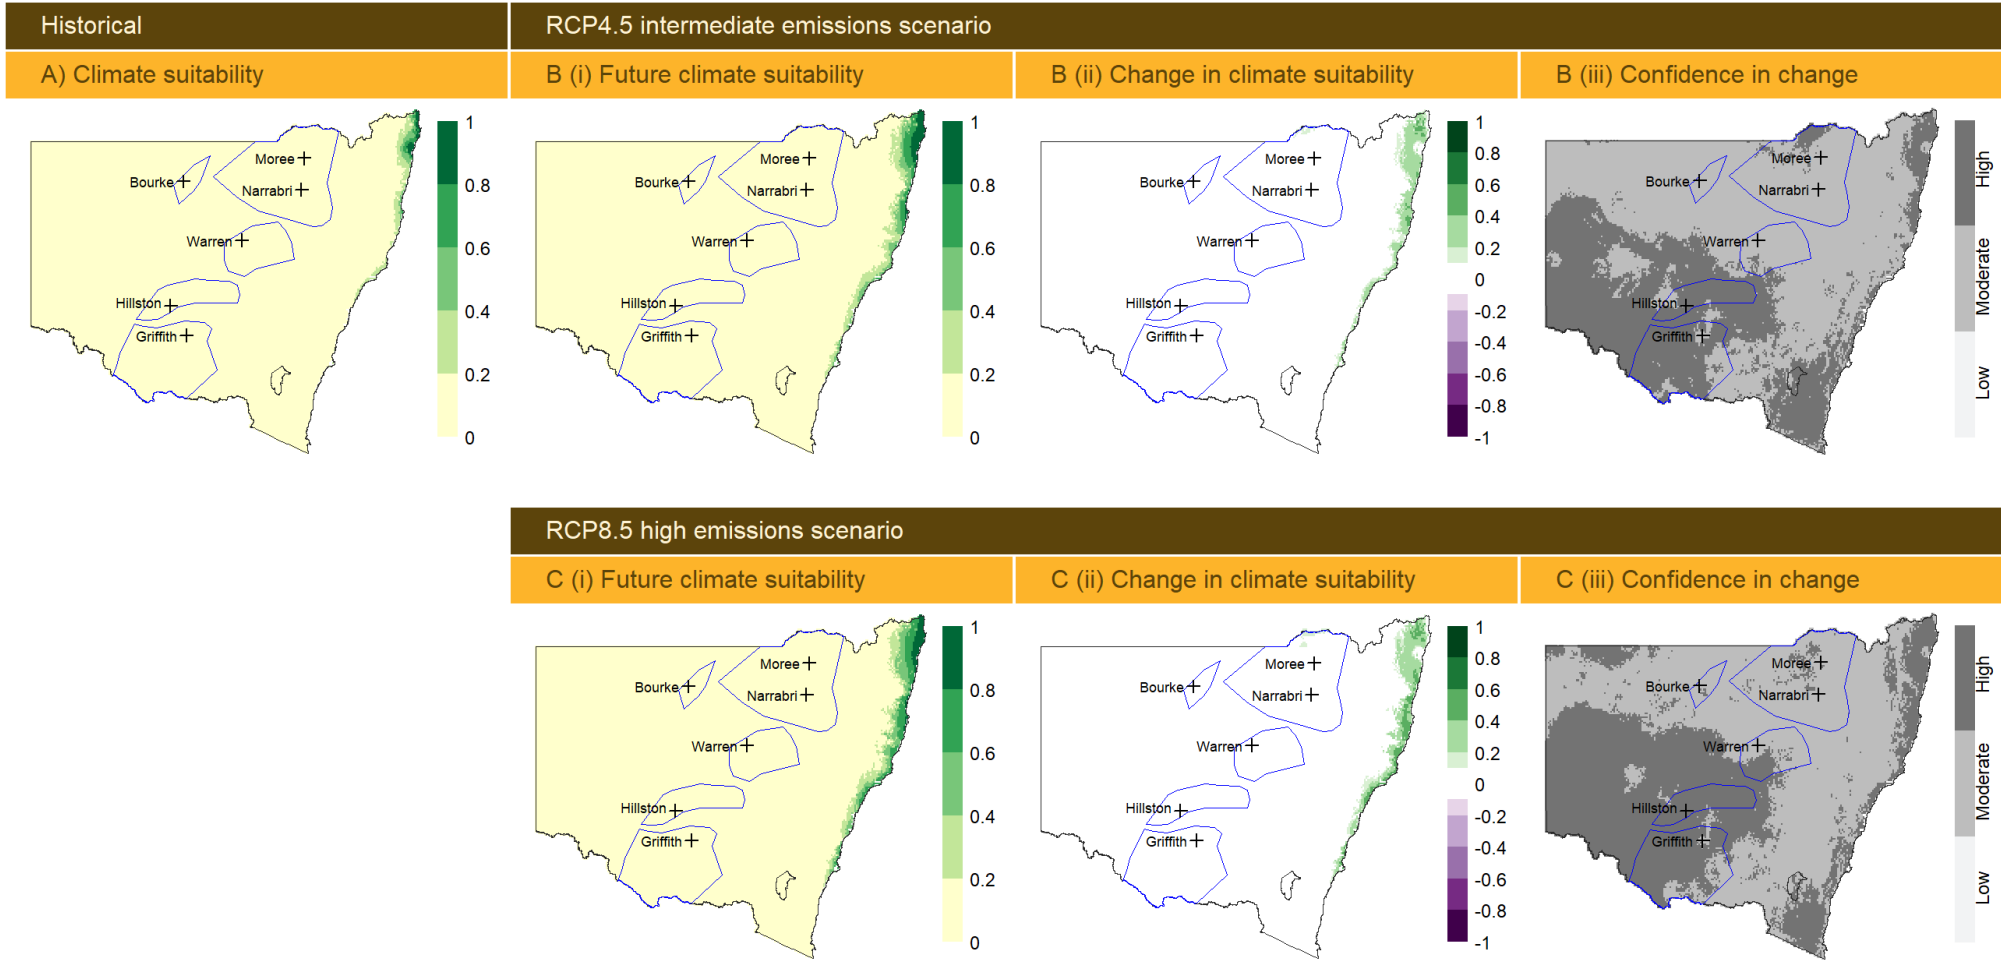 Historical
RCP4.5 intermediate emissions scenario
A) Climate suitability
B (i) Future climate suitability
B (ii) Change in climate suitability
B (iii) Confidence in change
Moree
Bourke
Narrabri
Warren
Hillston
Griffith
1
0.8
0.6
0.4
0.2
0
Moree
Bourke
Narrabri
Warren
Hillston
Griffith
1
0.8
0.6
0.4
0.2
0
Moree
Bourke
Narrabri
Warren
Hillston
Griffith
1
0.8
0.6
0.4
0.2
0
-0.2
-0.4
-0.6
-0.8
-1
Moree
Bourke
Narrabri
Warren
Hillston
Griffith
High
Moderate
Low
RCP8.5 high emissions scenario
C (i) Future climate suitability
C (ii) Change in climate suitability
C (iii) Confidence in change
Moree
Bourke
Narrabri
Warren
Hillston
Griffith
1
0.8
0.6
0.4
0.2
0
Moree
Bourke
Narrabri
Warren
Hillston
Griffith
1
0.8
0.6
0.4
0.2
0
-0.2
-0.4
-0.6
-0.8
-1
Moree
Bourke
Narrabri
Warren
Hillston
Griffith
High
Moderate
Low